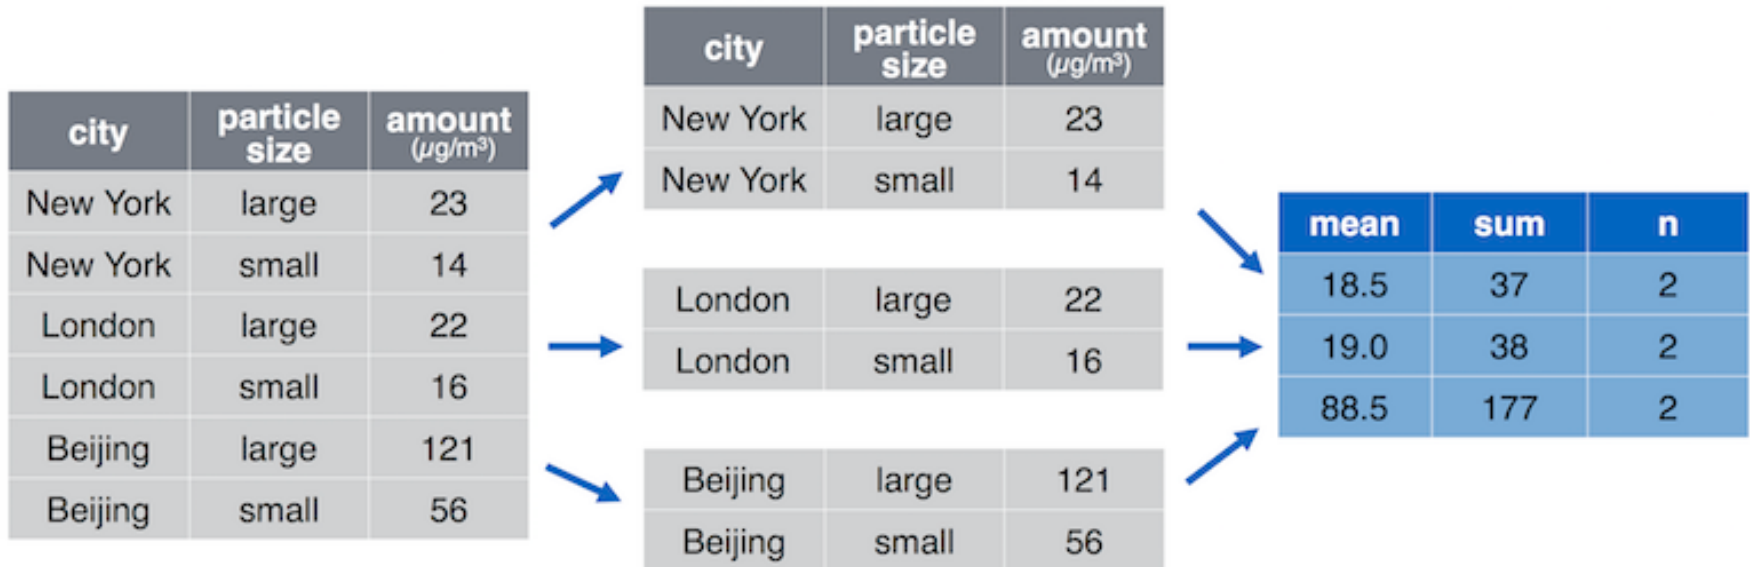 city particle size amount (µg/m³)
New York large 23
New York small 14
London large 22
London small 16
Beijing large 121
Beijing small 56
city particle size amount (µg/m³)
New York large 23
New York small 14
London large 22
London small 16
Beijing large 121
Beijing small 56
mean sum n
18.5 37 2
19.0 38 2
88.5 177 2